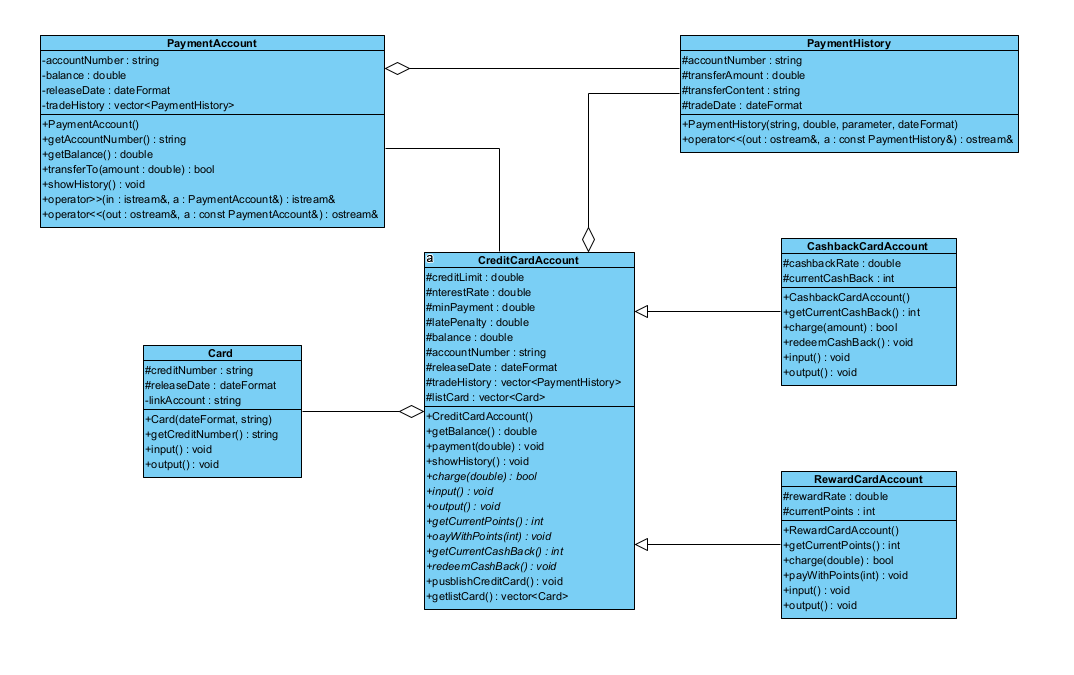 PaymentAccount
-accountNumber : string
-balance : double
-releaseDate : dateFormat
-tradeHistory : vector<PaymentHistory>
+PaymentAccount()
+getAccountNumber() : string
+getBalance() : double
+transferTo(amount : double) : bool
+showHistory() : void
+operator>>(in : istream&, a : PaymentAccount&) : istream&
+operator<<(out : ostream&, a : const PaymentAccount&) : ostream&
PaymentHistory
#accountNumber : string
#transferAmount : double
#transferContent : string
#tradeDate : dateFormat
+PaymentHistory(string, double, parameter, dateFormat)
+operator<<(out : ostream&, a : const PaymentHistory&) : ostream&
a
CreditCardAccount
#creditLimit : double
#nterestRate : double
#minPayment : double
#latePenalty : double
#balance : double
#accountNumber : string
#releaseDate : dateFormat
#tradeHistory : vector<PaymentHistory>
#listCard : vector<Card>
+CreditCardAccount()
+getBalance() : double
+payment(double) : void
+showHistory() : void
+charge(double) : bool
+input() : void
+output() : void
+getCurrentPoints() : int
+oayWithPoints(int) : void
+getCurrentCashBack() : int
+redeemCashBack() : void
+pusblishCreditCard() : void
+getlistCard() : vector<Card>
CashbackCardAccount
#cashbackRate : double
#currentCashBack : int
+CashbackCardAccount()
+getCurrentCashBack() : int
+charge(amount) : bool
+redeemCashBack() : void
+input() : void
+output() : void
Card
#creditNumber : string
#releaseDate : dateFormat
-linkAccount : string
+Card(dateFormat, string)
+getCreditNumber() : string
+input() : void
+output() : void
RewardCardAccount
#rewardRate : double
#currentPoints : int
+RewardCardAccount()
+getCurrentPoints() : int
+charge(double) : bool
+payWithPoints(int) : void
+input() : void
+output() : void